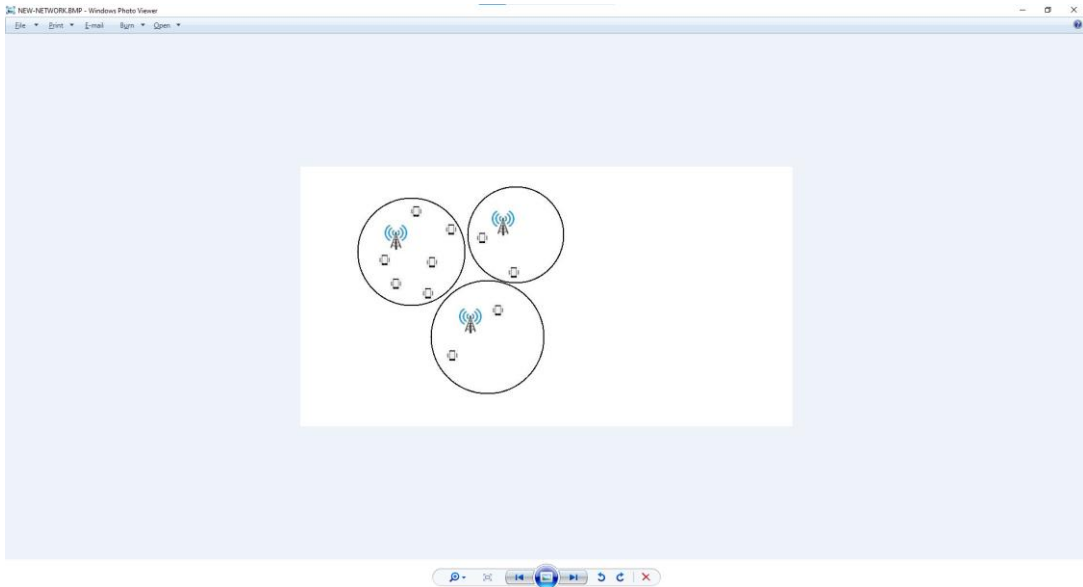 NEW-NETWORK.BMP - Windows Photo Viewer
File Print E-mail Burn Open